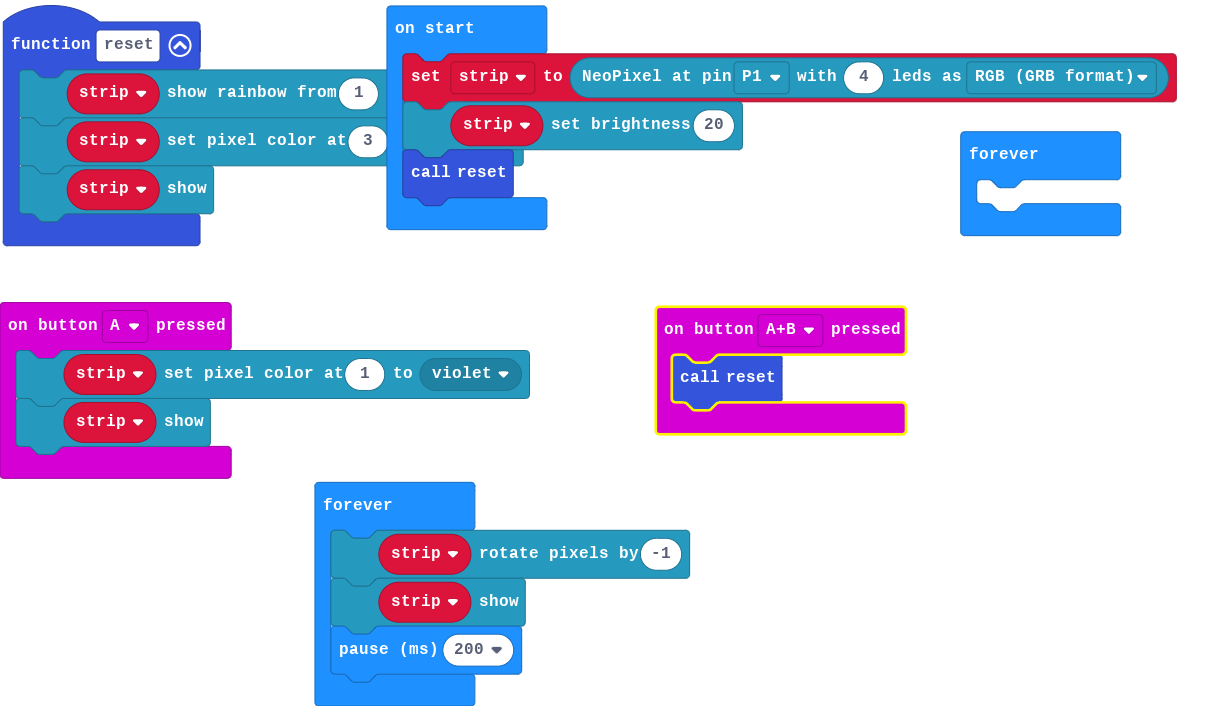 function reset
strip show rainbow from 1
strip set pixel color at 3
strip show
on start
set strip to NeoPixel at pin P1 with 4 leds as RGB (GRB format)
strip set brightness 20
call reset
forever
on button A pressed
strip set pixel color at 1 to violet
strip show
on button A+B pressed
call reset
forever
strip rotate pixels by -1
strip show
pause (ms) 200